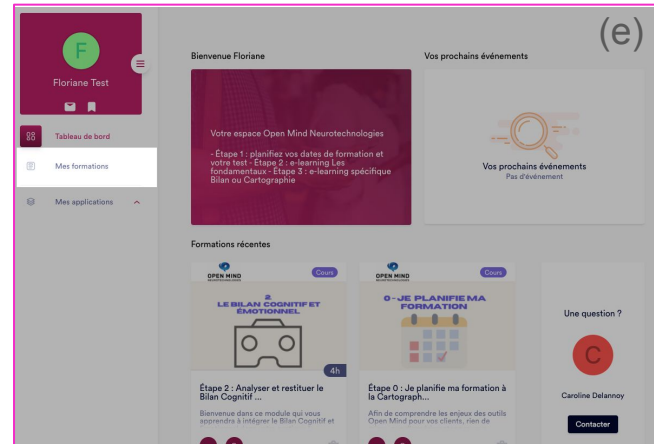 (e)
F
Floriane Test
Tableau de bord
Mes formations
Mes applications
Bienvenue Floriane
Vos prochains événements
Votre espace Open Mind Neurotechnologies
- Étape 1 : planifiez vos dates de formation et
votre test - Étape 2 : e-learning Les
fondamentaux - Étape 3 : e-learning spécifique
Bilan ou Cartographie
Vos prochains événements
Pas d'événement
Formations récentes
OPEN MIND
NEUROTECHNOLOGIES
Cours
2.
LE BILAN COGNITIF ET
ÉMOTIONNEL
4h
Étape 2 : Analyser et restituer le
Bilan Cognitif ...
Bienvenue dans ce module qui vous
apprendra à intégrer le Bilan Cognitif et
OPEN MIND
NEUROTECHNOLOGIES
Cours
0 - JE PLANIFIE MA
FORMATION
Étape 0 : Je planifie ma formation à
la Cartograph...
Afin de comprendre les enjeux des outils
Open Mind pour vos clients, rien de
Une question ?
C
Caroline Delannoy
Contacter